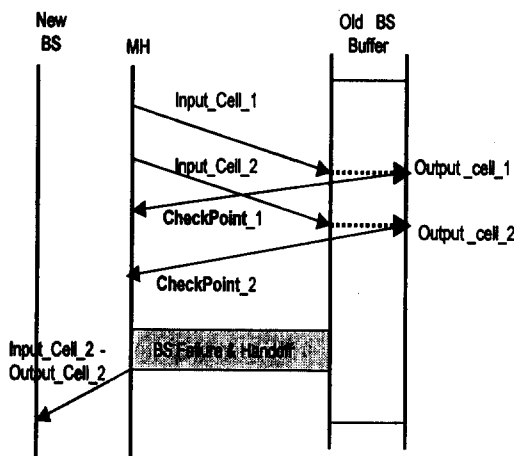 New
BS
MH
Old BS
Buffer
Input_Cell_1
Input_Cell_2
Output_cell_1
CheckPoint_1
Output_cell_2
CheckPoint_2
BS Failure & Handoff
Input_Cell_2 -
Output_Cell_2